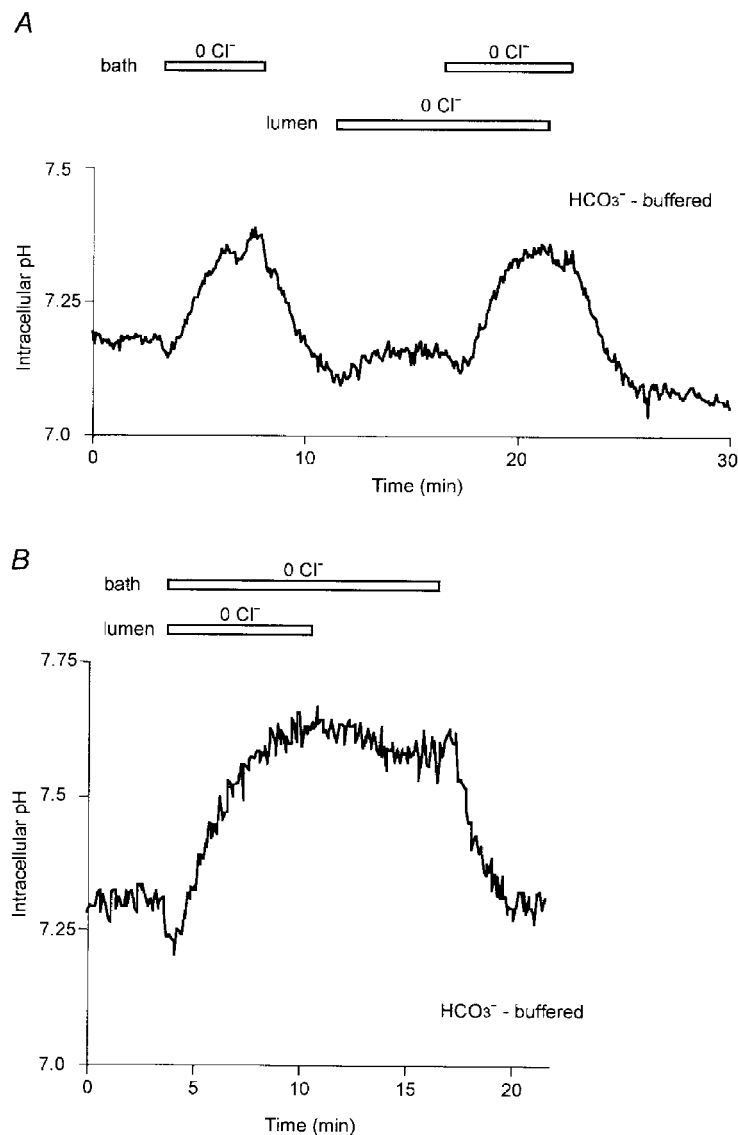 A
0 Cl⁻
0 Cl⁻
bath
0 Cl⁻
lumen
7.5
HCO₃⁻ - buffered
7.25
Intracellular pH
7.0
0
10
20
30
Time (min)
B
0 Cl⁻
bath
0 Cl⁻
lumen
7.75
7.5
Intracellular pH
7.25
HCO₃⁻ - buffered
7.0
0
5
10
15
20
Time (min)